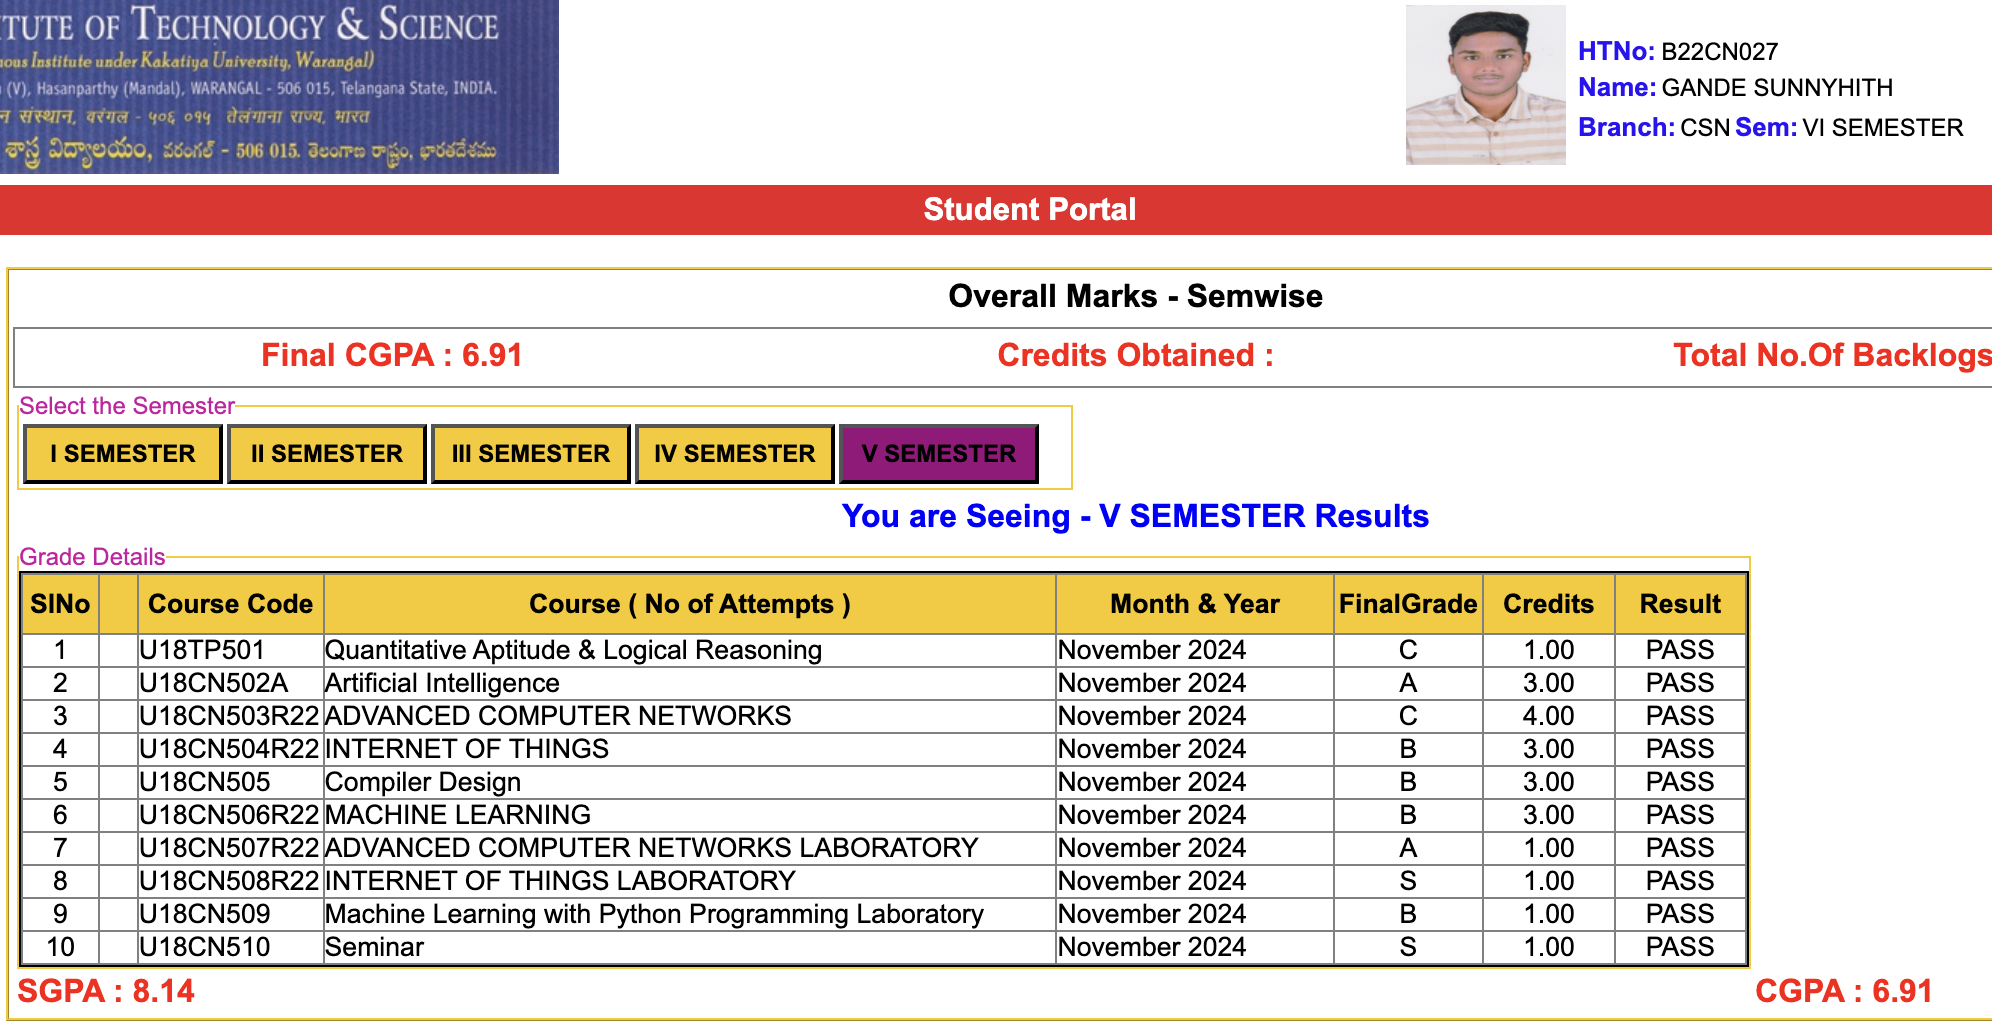 TUTE OF TECHNOLOGY & SCIENCE
ous Institute under Kakatiya University, Warangal)
(V), Hasanparthy (Mandal), WARANGAL - 506 015, Telangana State, INDIA.
न संस्थान, वरंगल - ५०६ ०१५ तेलंगाना राज्य, भारत
శాస్త్ర విద్యాలయం, వరంగల్ - 506 015. తెలంగాణ రాష్ట్రం, భారతదేశము
HTNo: B22CN027
Name: GANDE SUNNYHITH
Branch: CSN Sem: VI SEMESTER
Student Portal
Overall Marks - Semwise
Final CGPA : 6.91 Credits Obtained : Total No.Of Backlogs
Select the Semester
I SEMESTER II SEMESTER III SEMESTER IV SEMESTER V SEMESTER
You are Seeing - V SEMESTER Results
Grade Details
SlNo Course Code Course ( No of Attempts ) Month & Year FinalGrade Credits Result
1 U18TP501 Quantitative Aptitude & Logical Reasoning November 2024 C 1.00 PASS
2 U18CN502A Artificial Intelligence November 2024 A 3.00 PASS
3 U18CN503R22 ADVANCED COMPUTER NETWORKS November 2024 C 4.00 PASS
4 U18CN504R22 INTERNET OF THINGS November 2024 B 3.00 PASS
5 U18CN505 Compiler Design November 2024 B 3.00 PASS
6 U18CN506R22 MACHINE LEARNING November 2024 B 3.00 PASS
7 U18CN507R22 ADVANCED COMPUTER NETWORKS LABORATORY November 2024 A 1.00 PASS
8 U18CN508R22 INTERNET OF THINGS LABORATORY November 2024 S 1.00 PASS
9 U18CN509 Machine Learning with Python Programming Laboratory November 2024 B 1.00 PASS
10 U18CN510 Seminar November 2024 S 1.00 PASS
SGPA : 8.14 CGPA : 6.91